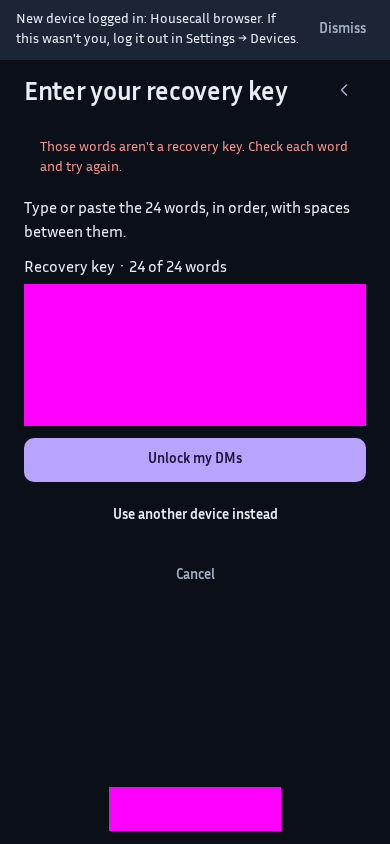 New device logged in: Housecall browser. If
this wasn't you, log it out in Settings → Devices.
Dismiss
Enter your recovery key
Those words aren't a recovery key. Check each word
and try again.
Type or paste the 24 words, in order, with spaces
between them.
Recovery key · 24 of 24 words
Unlock my DMs
Use another device instead
Cancel